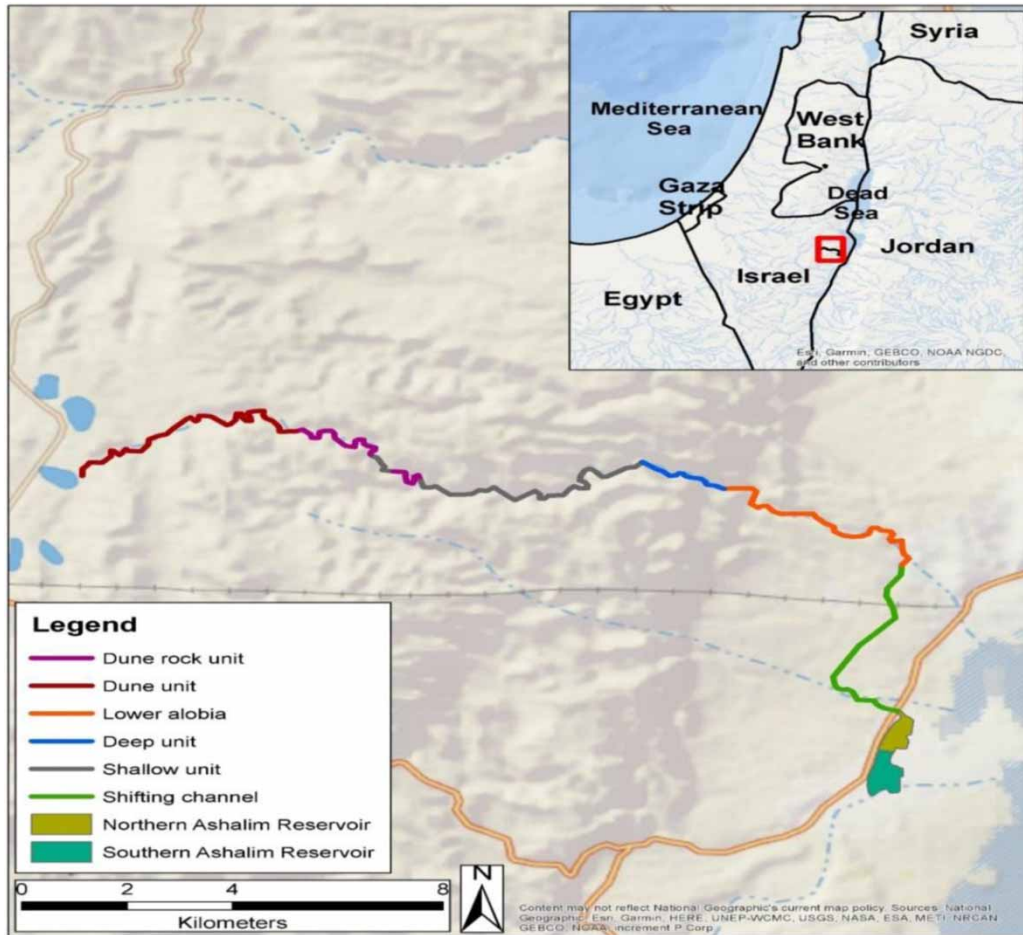 Syria
Mediterranean
Sea
West
Bank
Gaza
Strip
Dead
Sea
Jordan
Israel
Egypt
Esri, Garmin, GEBCO, NOAA NGDC,
and other contributors
Legend
Dune rock unit
Dune unit
Lower alobia
Deep unit
Shallow unit
Shifting channel
Northern Ashalim Reservoir
Southern Ashalim Reservoir
0 2 4 8
Kilometers
N
Content may not reflect National Geographic's current map policy. Sources: National
Geographic, Esri, Garmin, HERE, UNEP-WCMC, USGS, NASA, ESA, METI, NRCAN,
GEBCO, NOAA, increment P Corp.